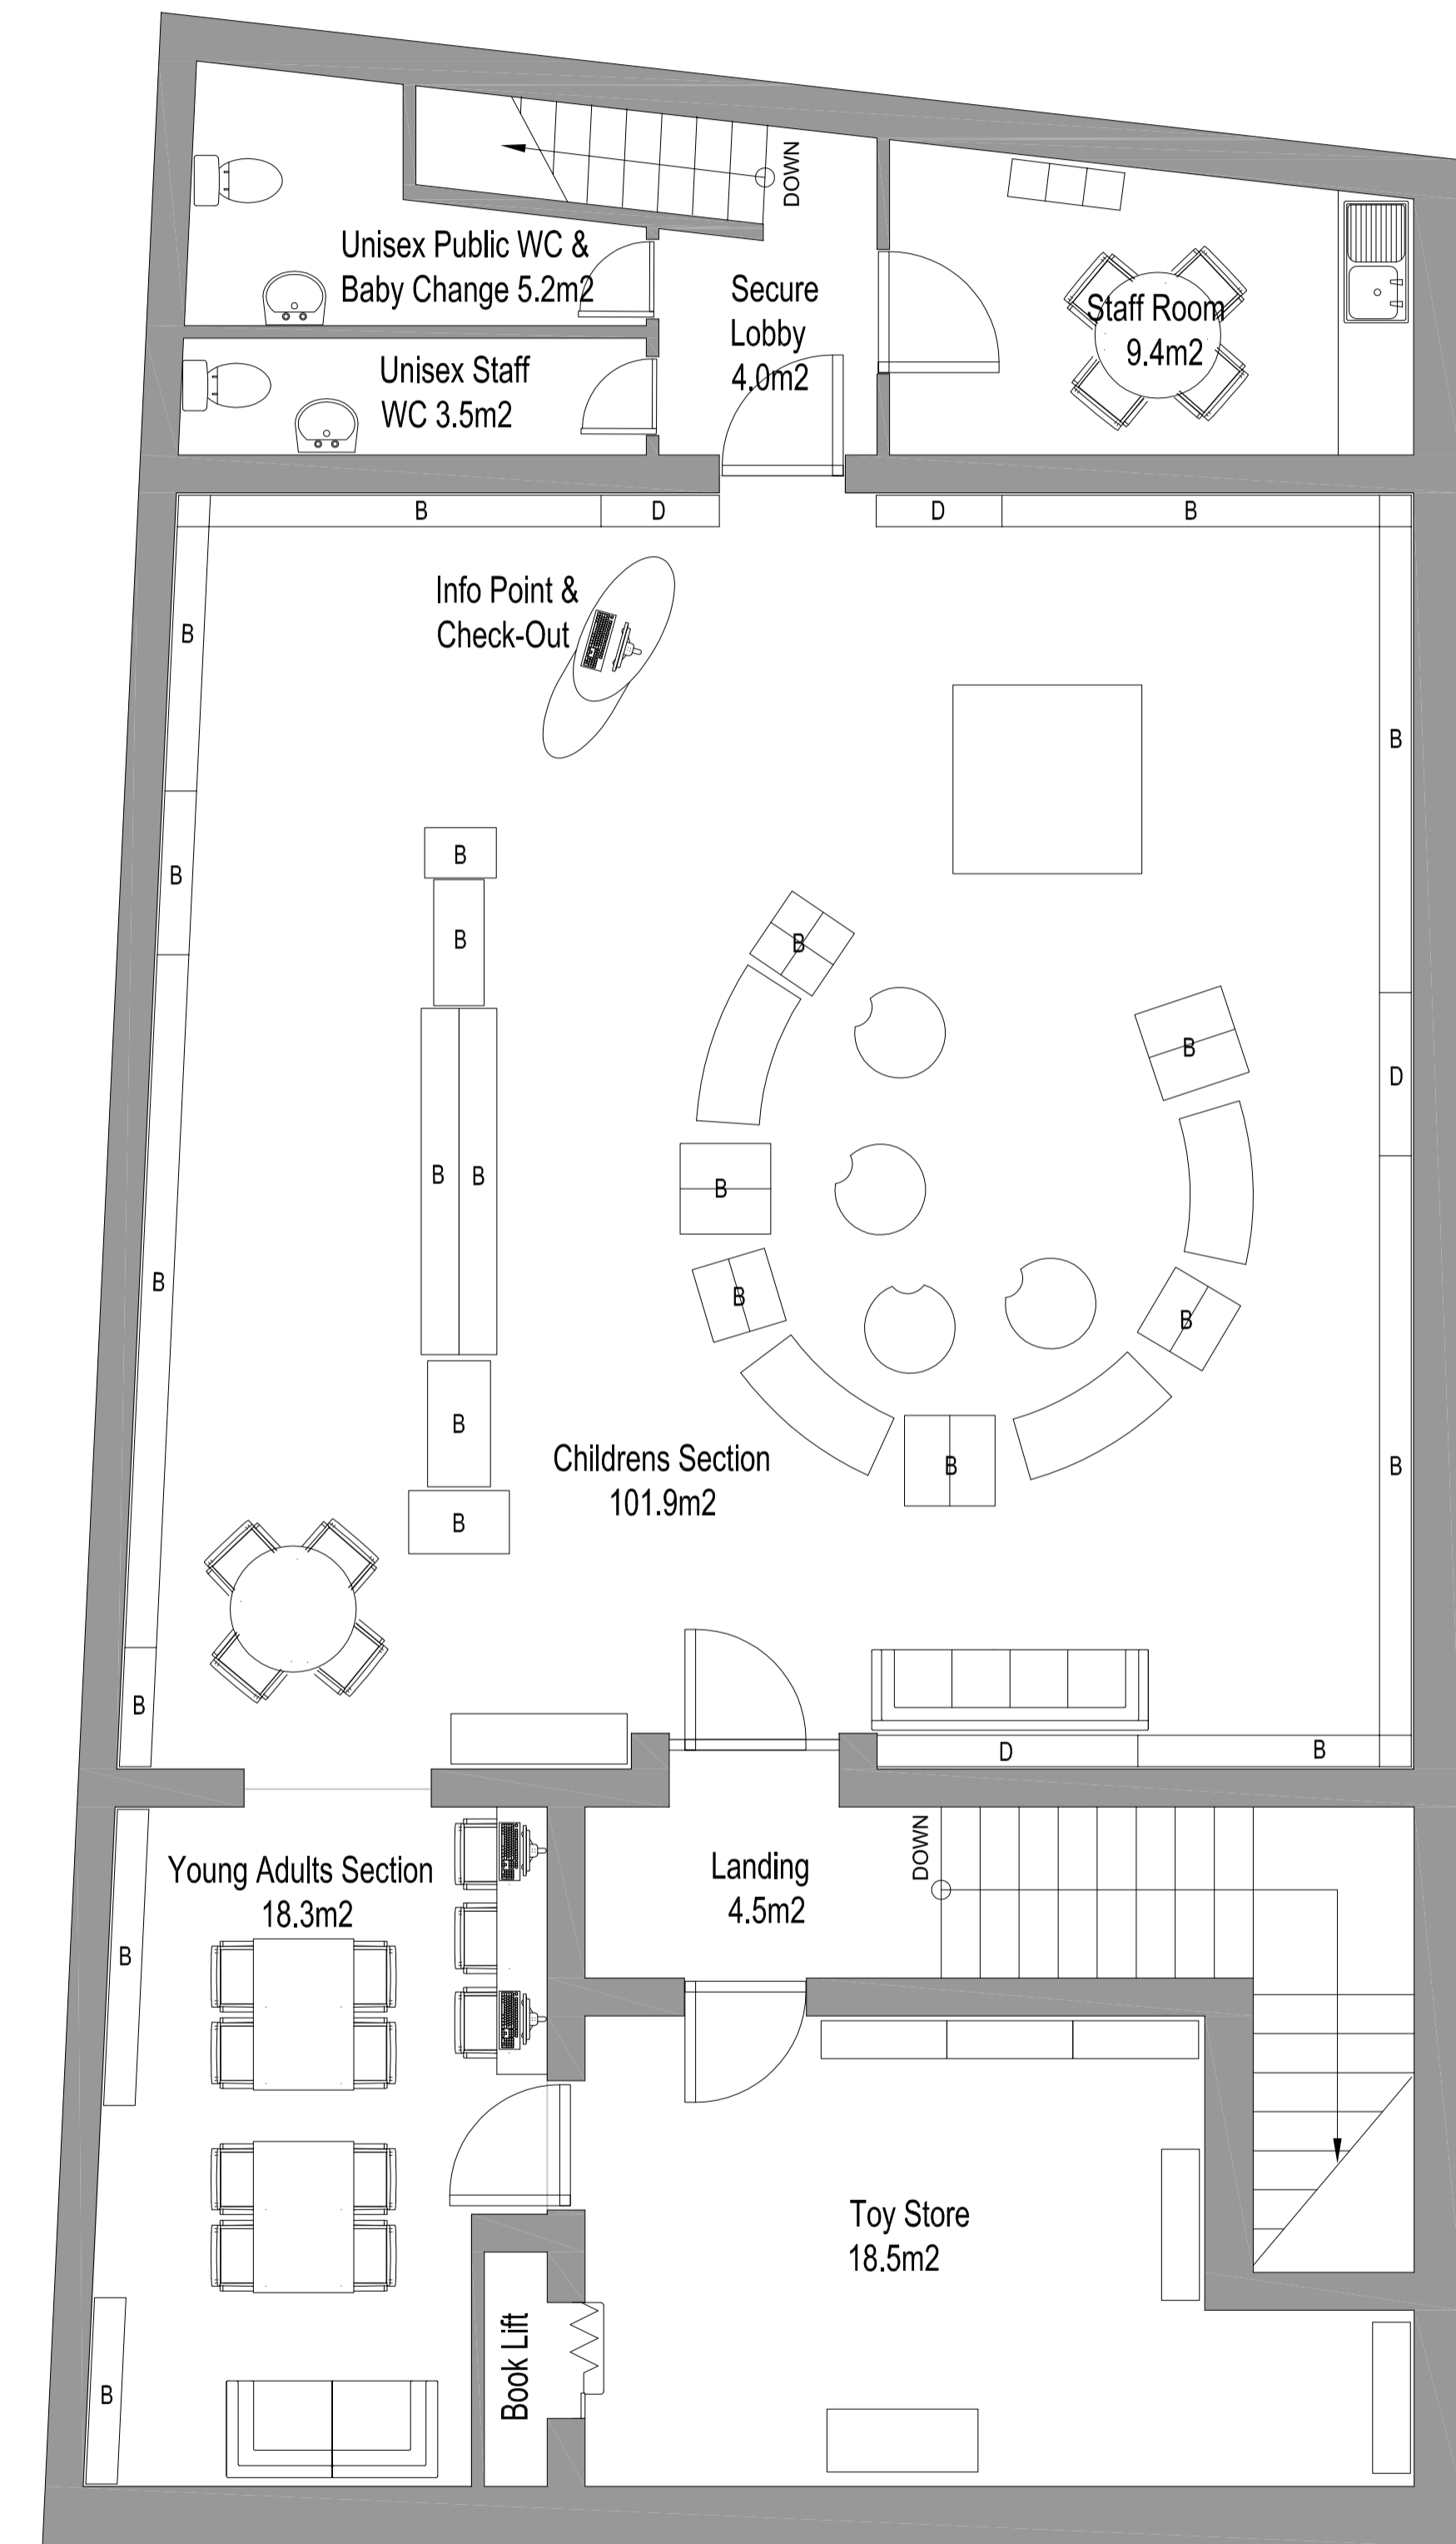 DOWN
Unisex Public WC &
Baby Change 5.2m2
Secure
Lobby
4.0m2
Staff Room
9.4m2
Unisex Staff
WC 3.5m2
B
D
D
B
Info Point &
Check-Out
B
B
B
B
B
B
B
B
D
B
B
B
B
B
B
B
B
Childrens Section
101.9m2
B
B
B
B
D
B
Young Adults Section
18.3m2
Landing
4.5m2
DOWN
B
Toy Store
18.5m2
Book Lift
B